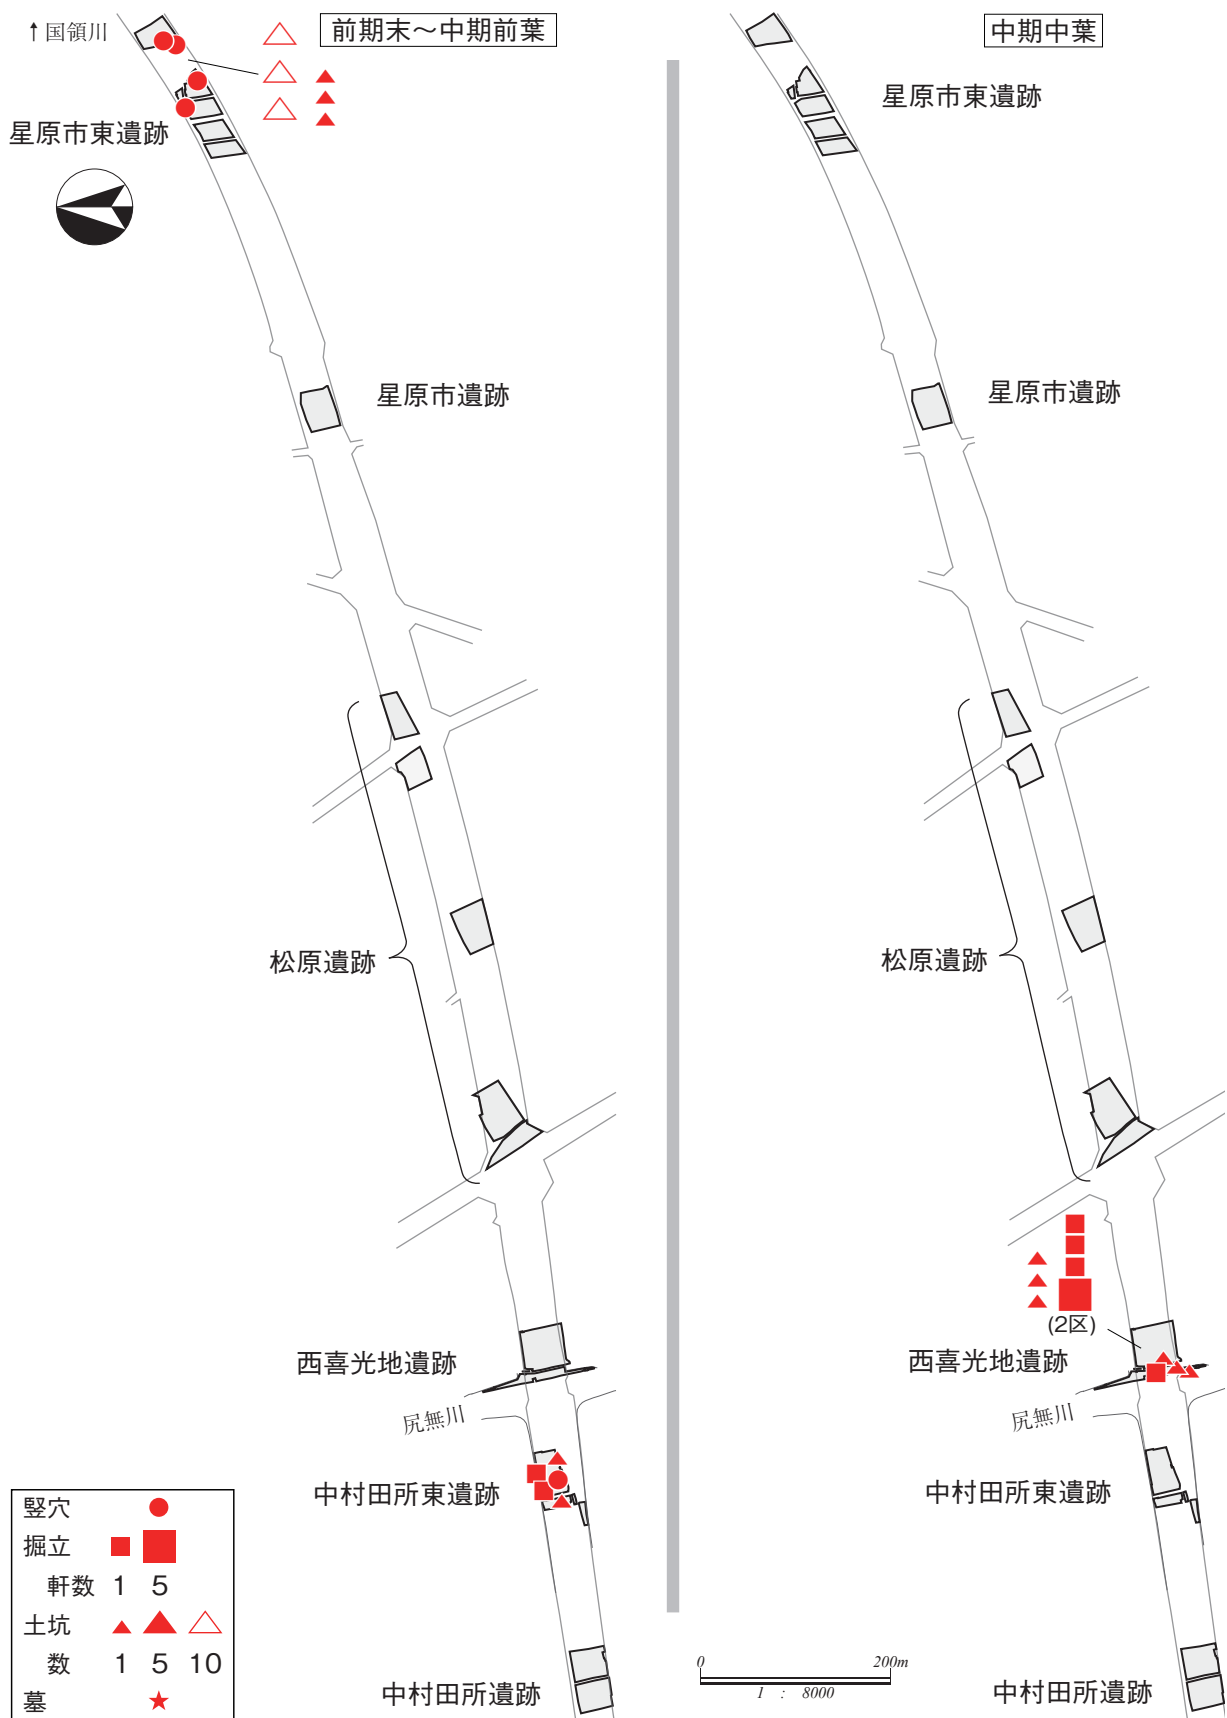 ↑国領川
前期末～中期前葉
星原市東遺跡
星原市遺跡
松原遺跡
西喜光地遺跡
尻無川
中村田所東遺跡
中村田所遺跡
竪穴
掘立
軒数 1 5
土坑
数 1 5 10
墓
中期中葉
星原市東遺跡
星原市遺跡
松原遺跡
(2区)
西喜光地遺跡
尻無川
中村田所東遺跡
中村田所遺跡
0 200m
1 : 8000